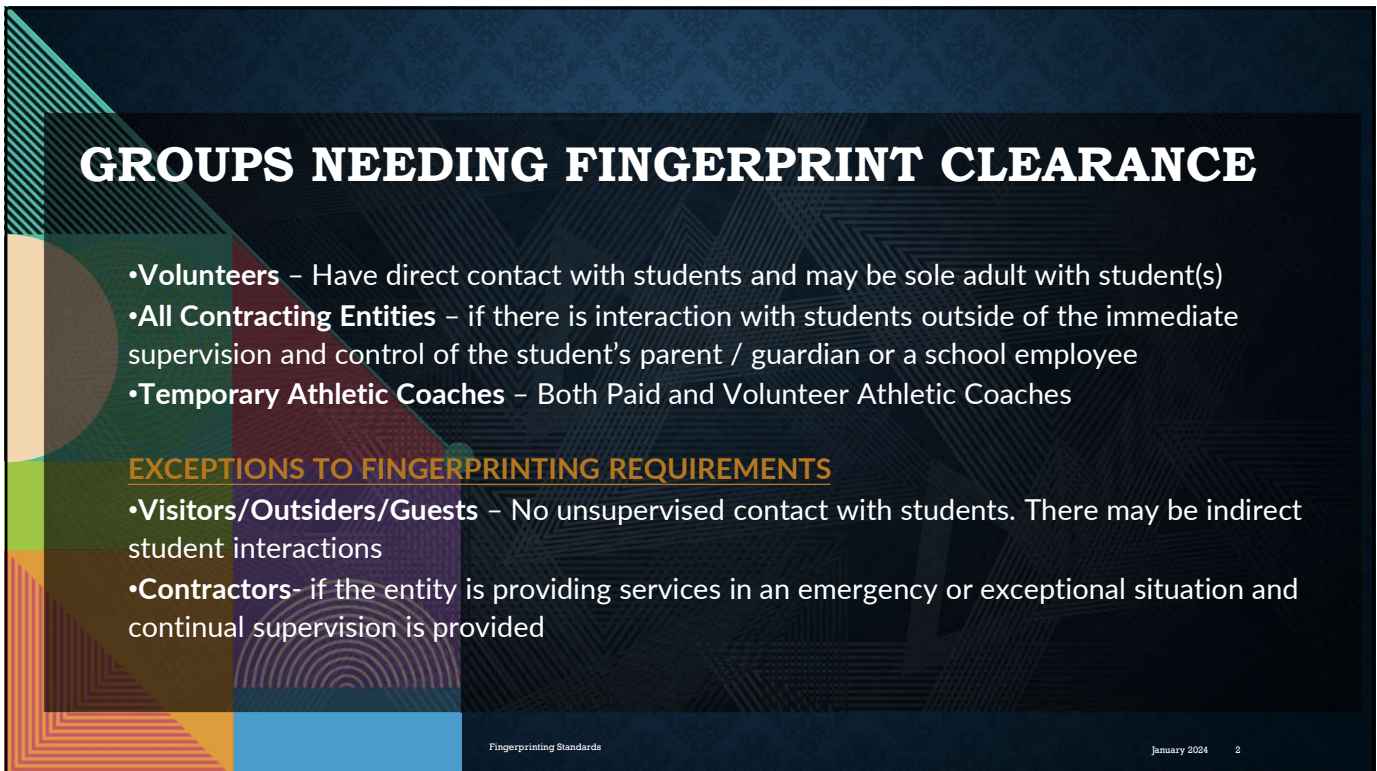 GROUPS NEEDING FINGERPRINT CLEARANCE
•Volunteers – Have direct contact with students and may be sole adult with student(s)
•All Contracting Entities – if there is interaction with students outside of the immediate
supervision and control of the student’s parent / guardian or a school employee
•Temporary Athletic Coaches – Both Paid and Volunteer Athletic Coaches
EXCEPTIONS TO FINGERPRINTING REQUIREMENTS
•Visitors/Outsiders/Guests – No unsupervised contact with students. There may be indirect
student interactions
•Contractors- if the entity is providing services in an emergency or exceptional situation and
continual supervision is provided
Fingerprinting Standards
January 2024 2